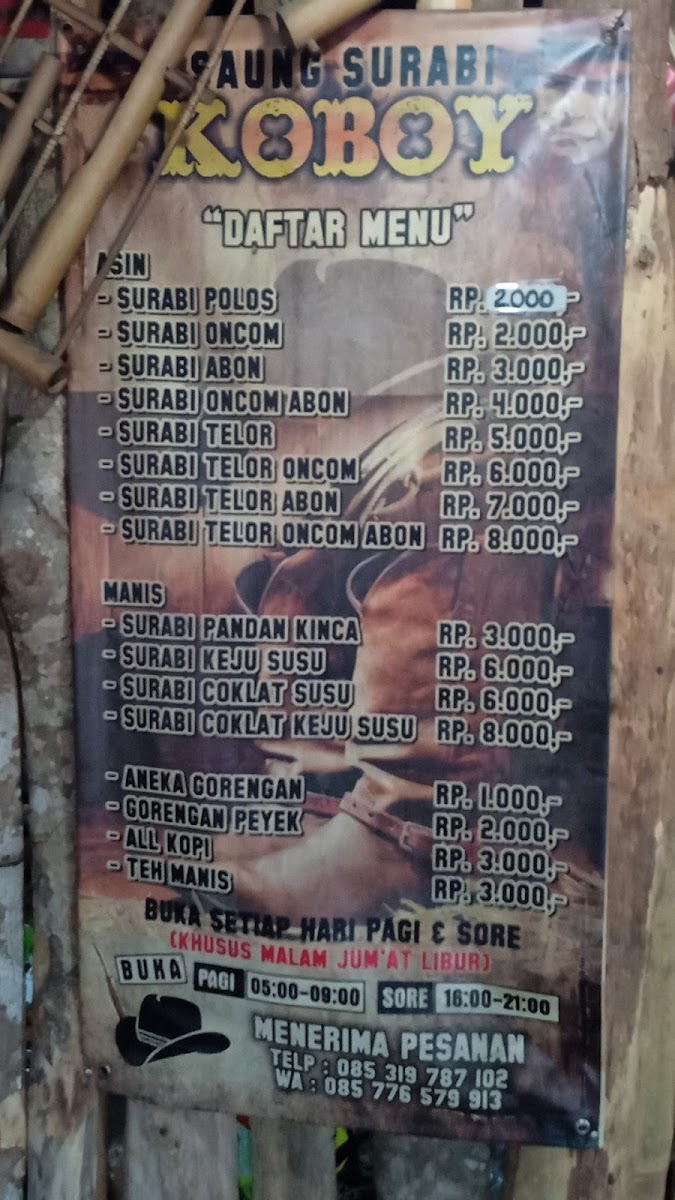 SAUNG SURABI
KOBOY
"DAFTAR MENU"
ASIN
- SURABI POLOS RP. 2.000 -
- SURABI ONCOM RP. 2.000,-
- SURABI ABON RP. 3.000,-
- SURABI ONCOM ABON RP. 4.000,-
- SURABI TELOR RP. 5.000,-
- SURABI TELOR ONCOM RP. 6.000,-
- SURABI TELOR ABON RP. 7.000,-
- SURABI TELOR ONCOM ABON RP. 8.000,-
MANIS
- SURABI PANDAN KINCA RP. 3.000,-
- SURABI KEJU SUSU RP. 6.000,-
- SURABI COKLAT SUSU RP. 6.000,-
- SURABI COKLAT KEJU SUSU RP. 8.000,-
- ANEKA GORENGAN RP. 1.000,-
- GORENGAN PEYEK RP. 2.000,-
- ALL KOPI RP. 3.000,-
- TEH MANIS RP. 3.000,-
BUKA SETIAP HARI PAGI & SORE
(KHUSUS MALAM JUM'AT LIBUR)
BUKA PAGI 05:00-09:00 SORE 16:00-21:00
MENERIMA PESANAN
TELP : 085 319 787 102
WA : 085 776 579 913